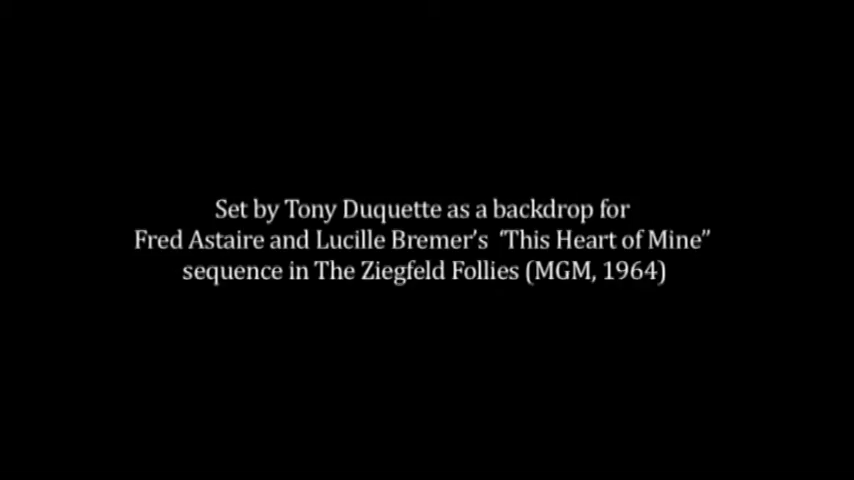 Set by Tony Duquette as a backdrop for
Fred Astaire and Lucille Bremer’s ‘This Heart of Mine”
sequence in The Ziegfeld Follies (MGM, 1964)